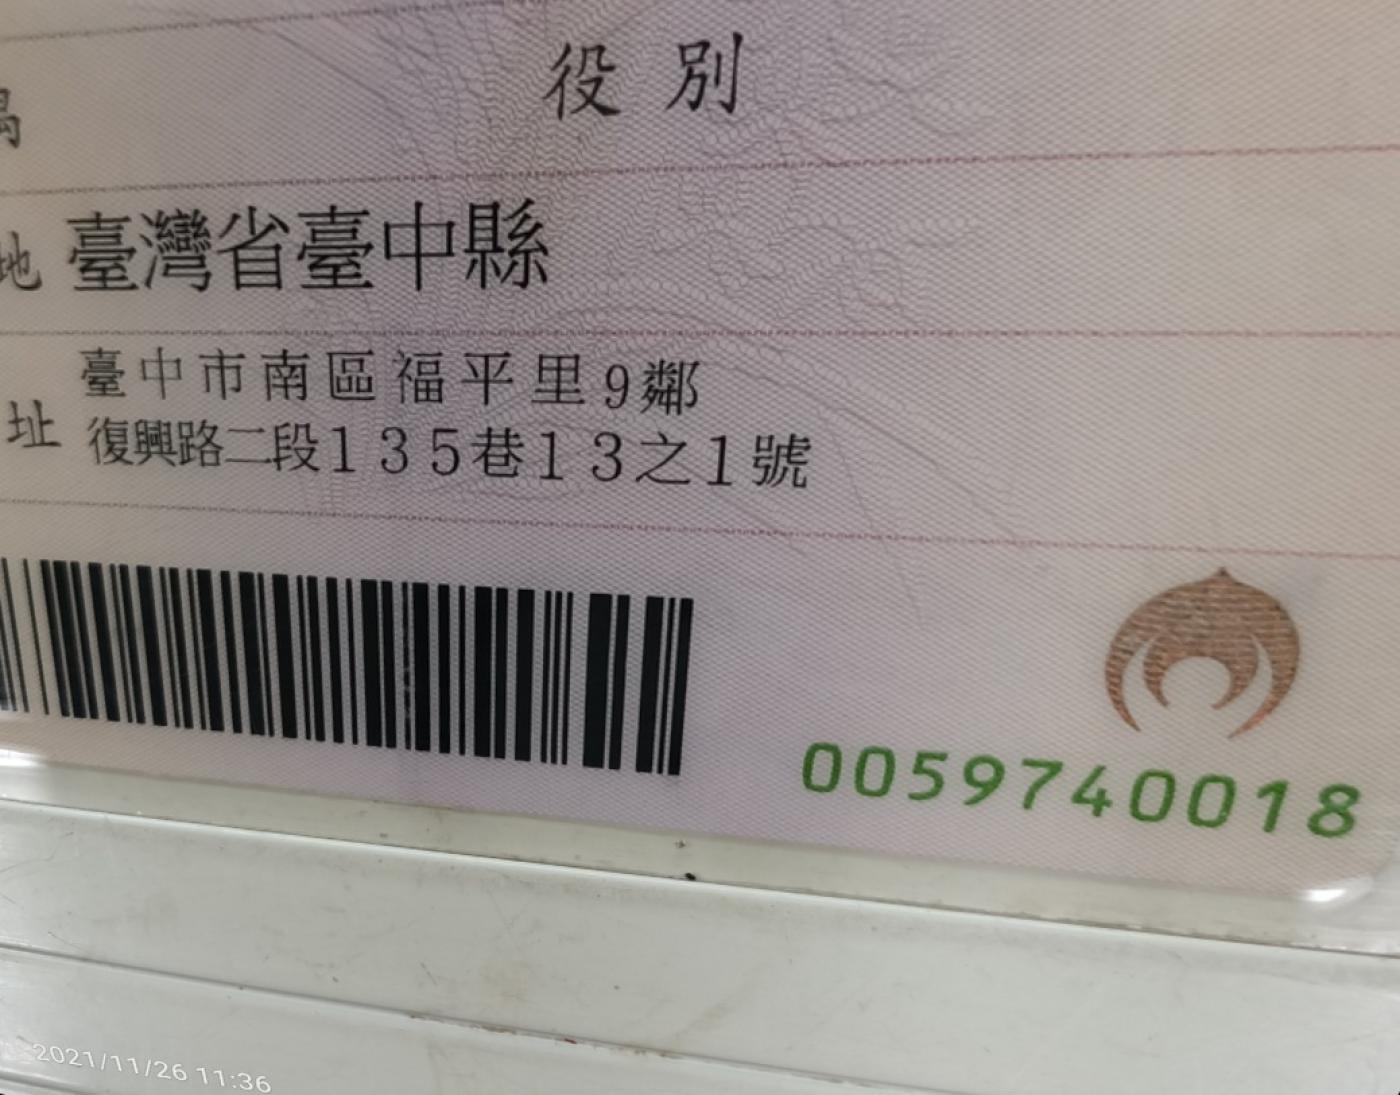 役別
地 臺灣省臺中縣
臺中市南區福平里9鄰
址 復興路二段135巷13之1號
0059740018
2021/11/26 11:36